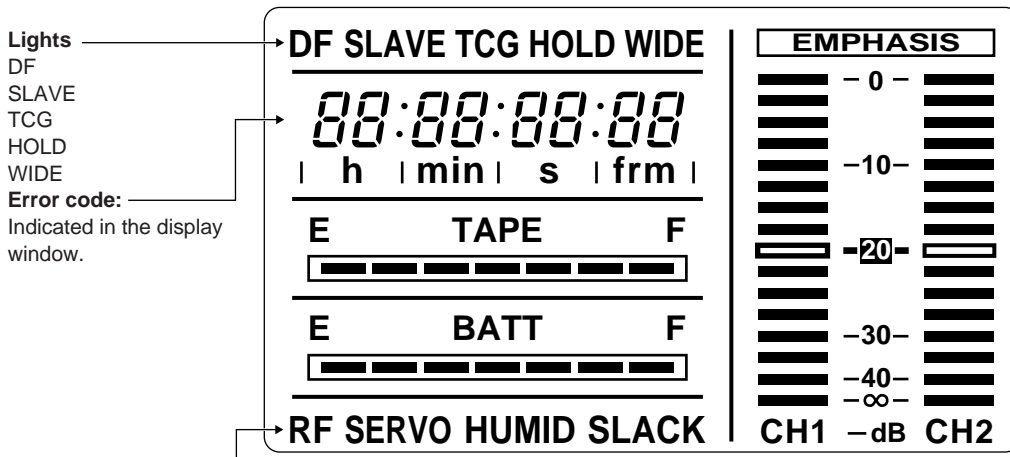 Lights
DF
SLAVE
TCG
HOLD
WIDE
Error code:
Indicated in the display
window.
DF SLAVE TCG HOLD WIDE
88:88:88:88
h min s frm
E TAPE F
E BATT F
RF SERVO HUMID SLACK
EMPHASIS
0
10
20
30
40
∞
CH1 –dB CH2